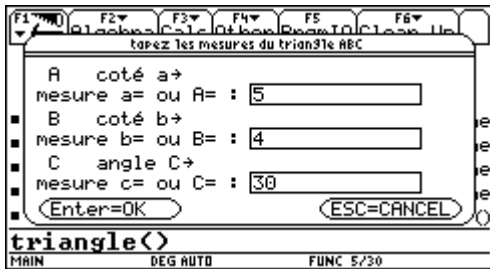 F1 F2 F3 F4 F5 F6
Algebra Calc Other PrgmIO Clean Up
tapez les mesures du triangle ABC
A coté a→
mesure a= ou A= : 5
B coté b→
mesure b= ou B= : 4
C angle C→
mesure c= ou C= : 30
Enter=OK ESC=CANCEL
triangle()
MAIN DEG AUTO FUNC 5/30